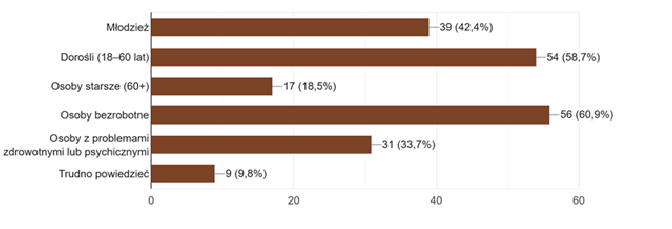 Młodzież 39 (42,4%)
Dorośli (18–60 lat) 54 (58,7%)
Osoby starsze (60+) 17 (18,5%)
Osoby bezrobotne 56 (60,9%)
Osoby z problemami
zdrowotnymi lub psychicznymi 31 (33,7%)
Trudno powiedzieć 9 (9,8%)
0 20 40 60